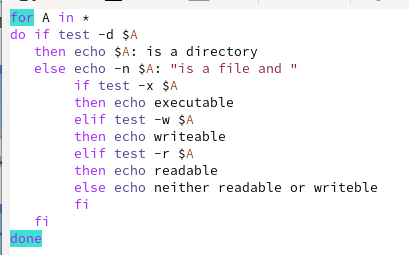 for A in *
do if test -d $A
   then echo $A: is a directory
   else echo -n $A: "is a file and "
        if test -x $A
        then echo executable
        elif test -w $A
        then echo writeable
        elif test -r $A
        then echo readable
        else echo neither readable or writeble
        fi
   fi
done